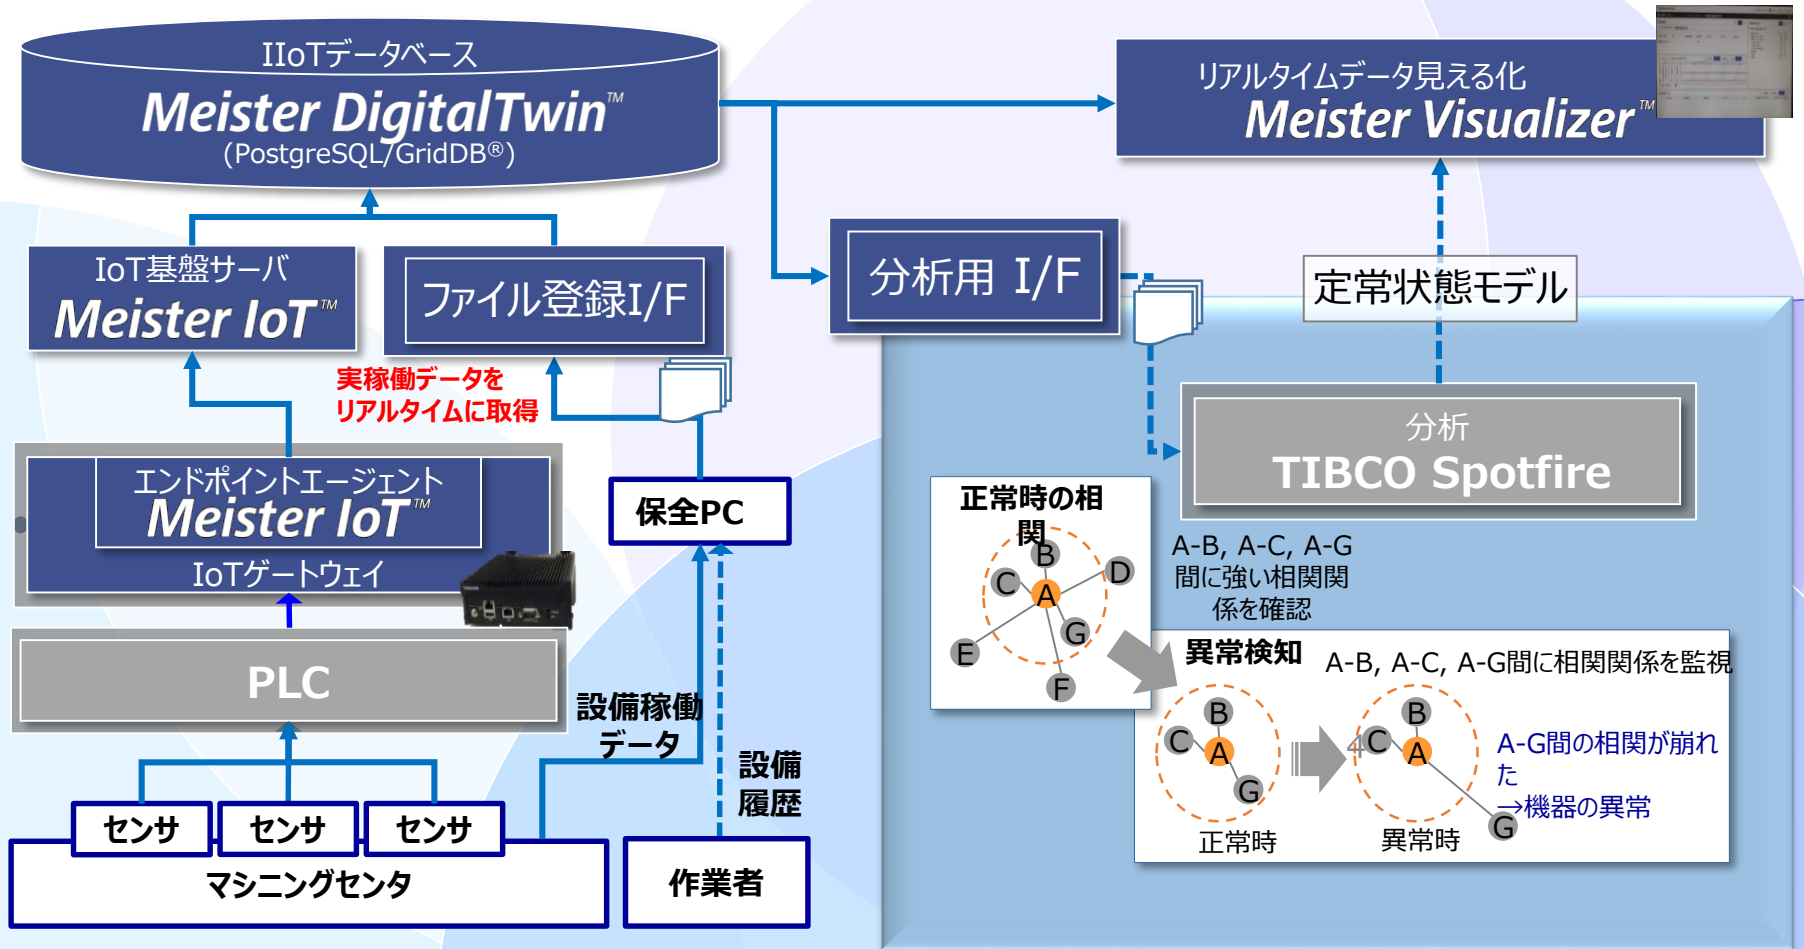 IIoTデータベース
Meister DigitalTwin™
(PostgreSQL/GridDB®)
リアルタイムデータ見える化
Meister Visualizer™
IoT基盤サーバ
Meister IoT™
ファイル登録I/F
分析用 I/F
定常状態モデル
実稼働データを
リアルタイムに取得
分析
TIBCO Spotfire
エンドポイントエージェント
Meister IoT™
IoTゲートウェイ
保全PC
正常時の相
関
B
C
D
A
G
E
F
A-B, A-C, A-G
間に強い相関関
係を確認
PLC
異常検知
A-B, A-C, A-G間に相関関係を監視
設備稼働
データ
設備
履歴
B
C
A
G
正常時
4
B
C
A
G
異常時
A-G間の相関が崩れ
た
→機器の異常
センサ
センサ
センサ
マシニングセンタ
作業者